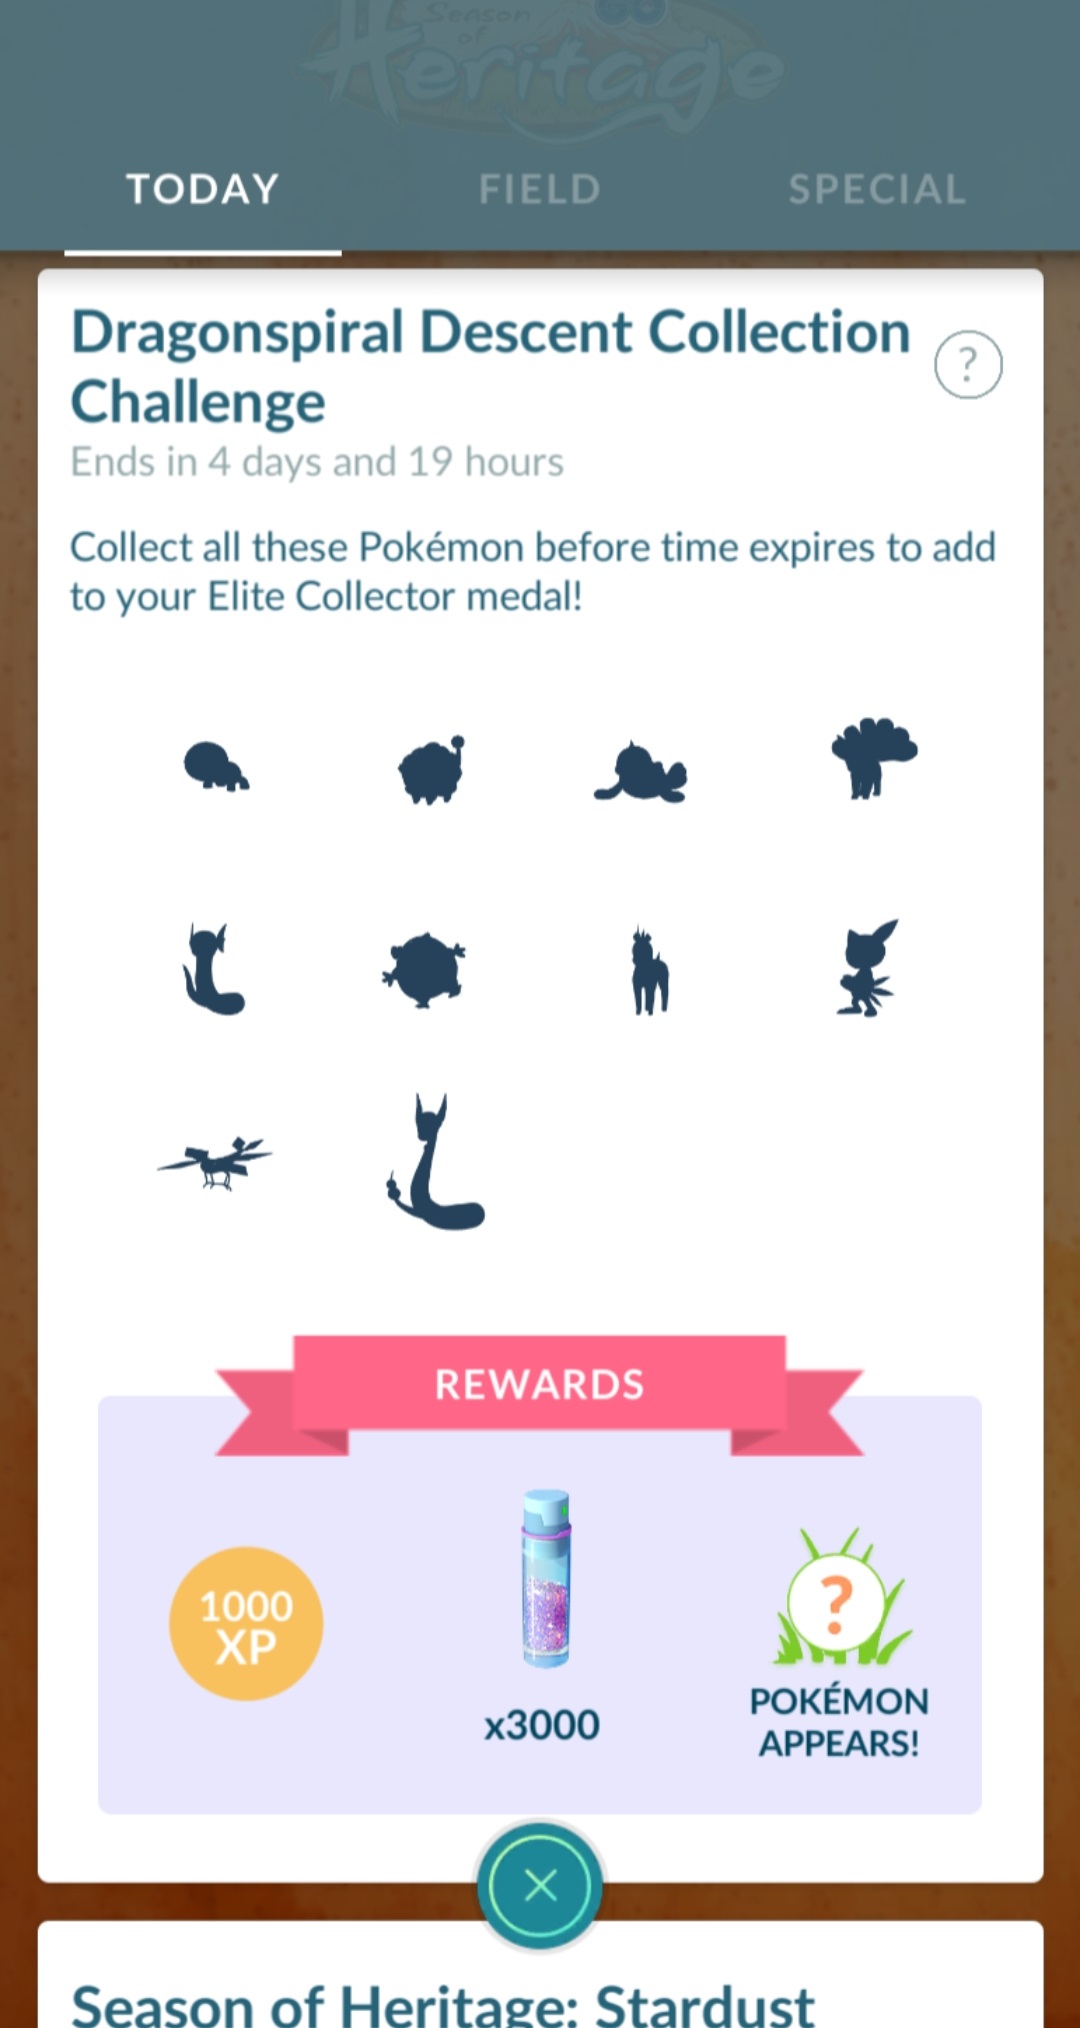 Season
of
GO
Heritage
TODAY FIELD SPECIAL
Dragonspiral Descent Collection
Challenge
?
Ends in 4 days and 19 hours
Collect all these Pokémon before time expires to add
to your Elite Collector medal!
REWARDS
1000
XP
x3000
?
POKÉMON
APPEARS!
Season of Heritage: Stardust